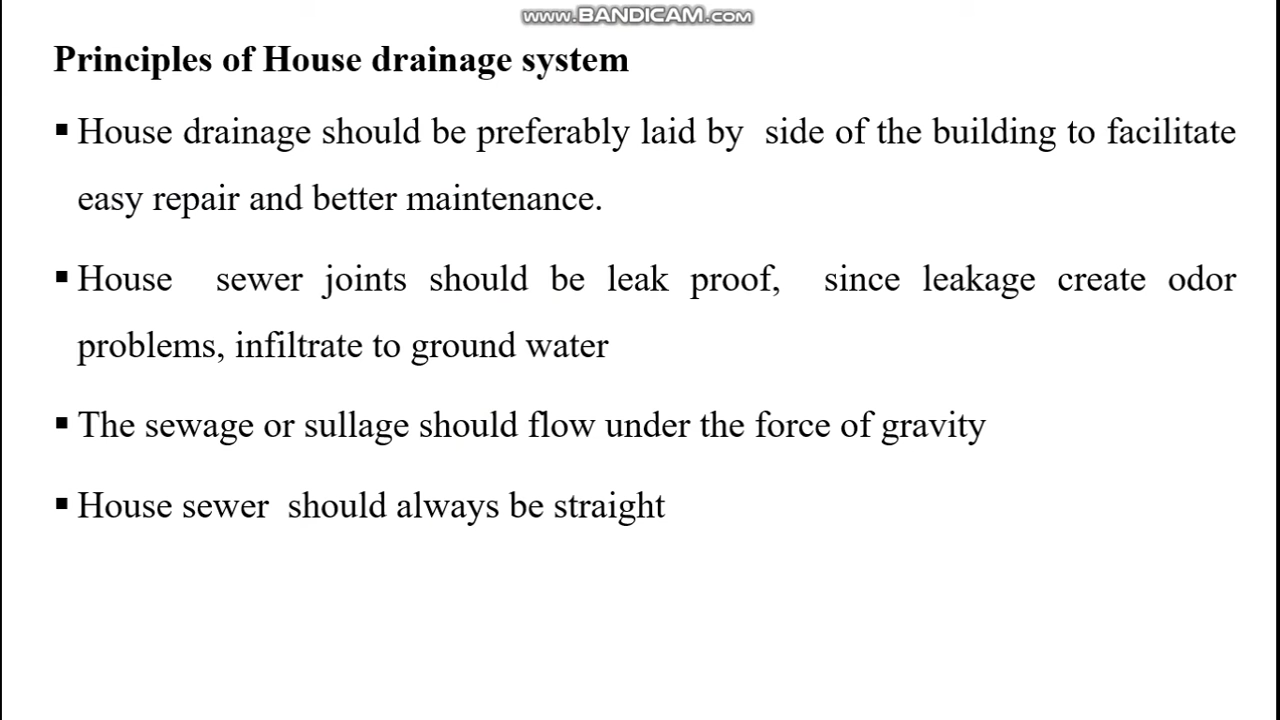 www.BANDICAM.com
Principles of House drainage system
▪ House drainage should be preferably laid by side of the building to facilitate
easy repair and better maintenance.
▪ House sewer joints should be leak proof, since leakage create odor
problems, infiltrate to ground water
▪ The sewage or sullage should flow under the force of gravity
▪ House sewer should always be straight